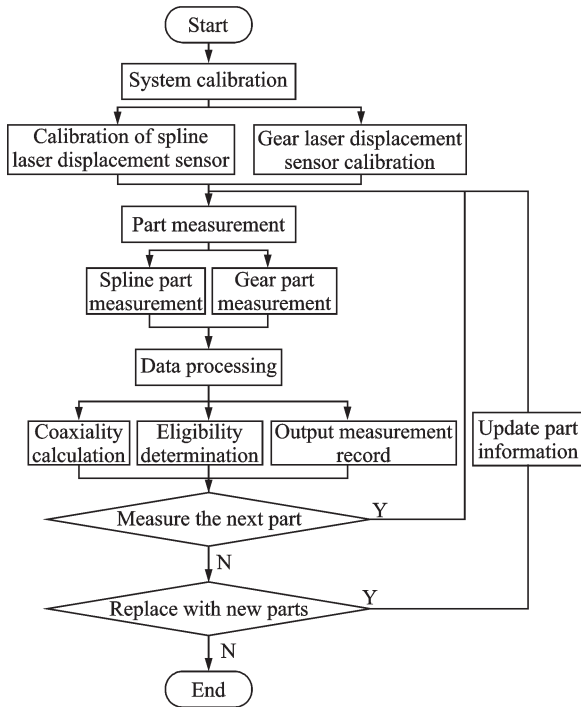 Start
System calibration
Calibration of spline
laser displacement sensor
Gear laser displacement
sensor calibration
Part measurement
Spline part
measurement
Gear part
measurement
Data processing
Coaxiality
calculation
Eligibility
determination
Output measurement
record
Update part
information
Measure the next part
Y
N
Replace with new parts
Y
N
End